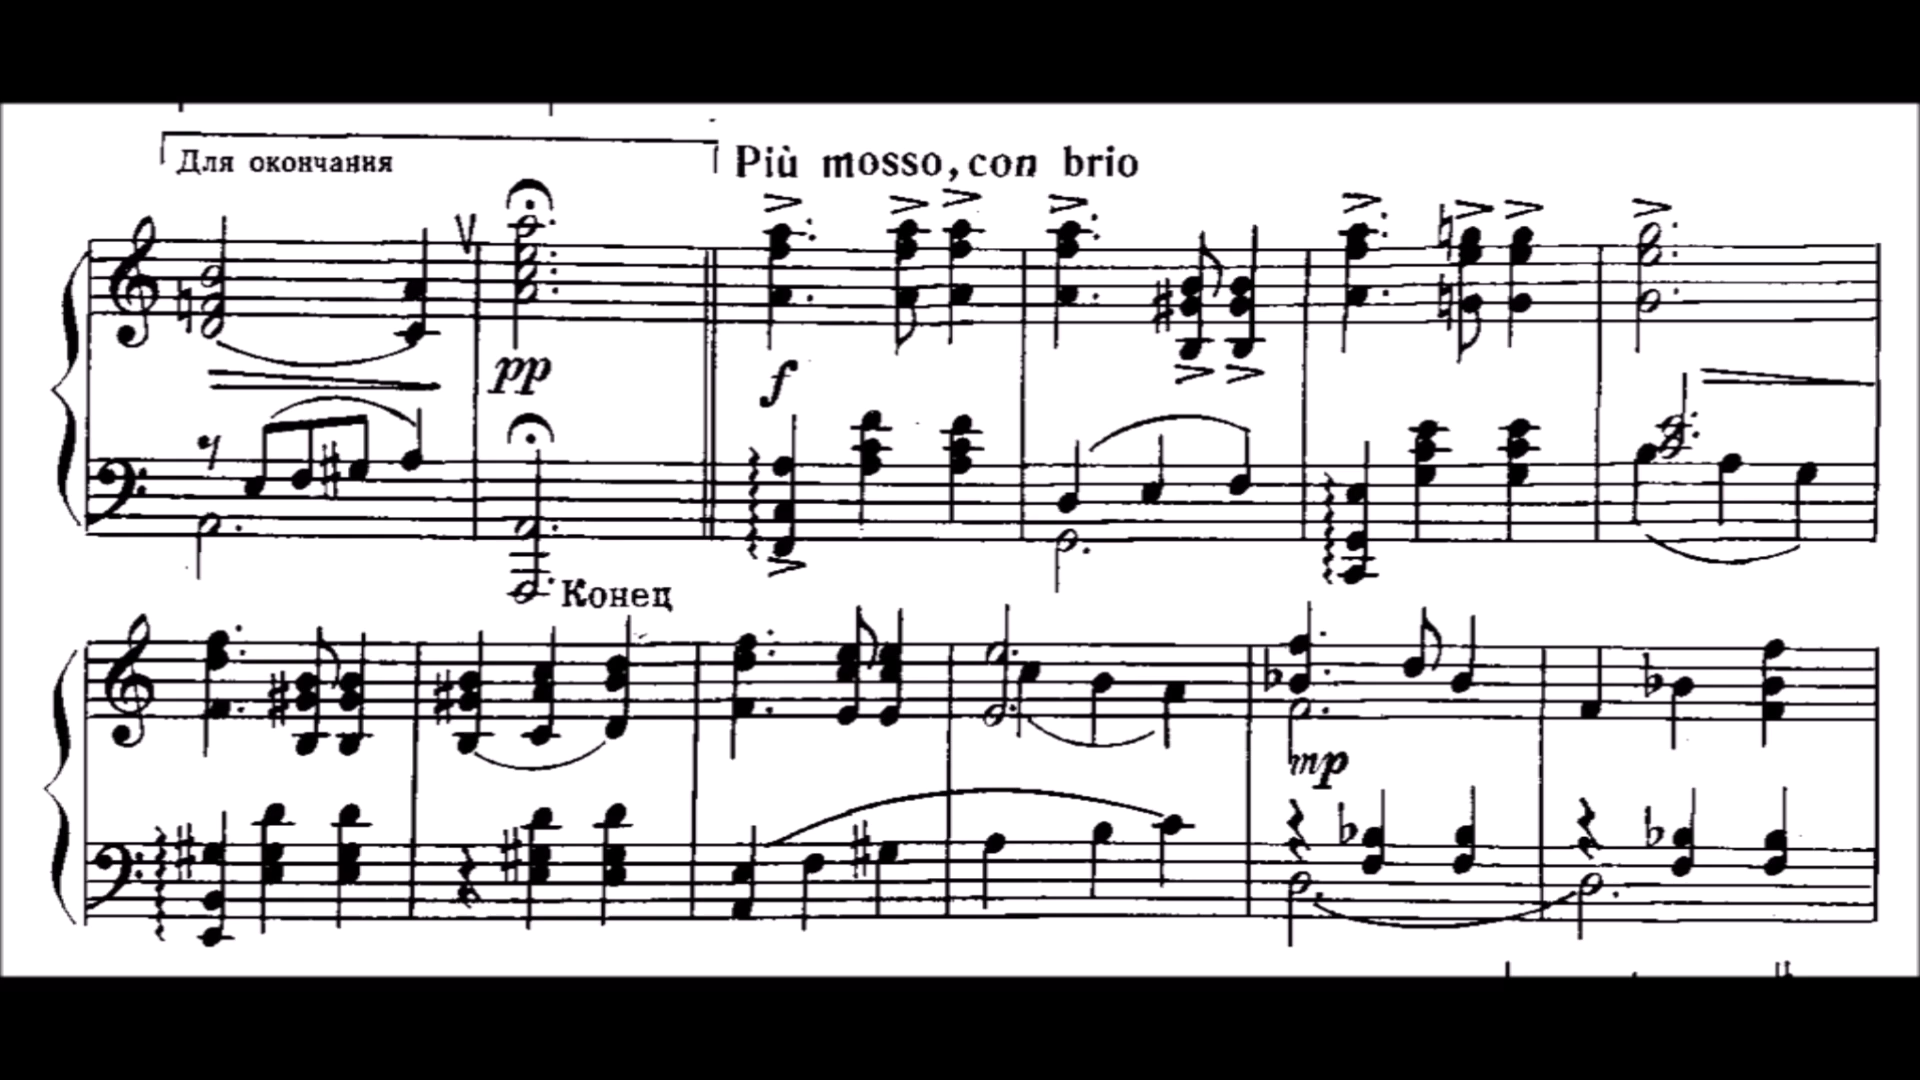 Для окончания
Più mosso, con brio
pp
f
Конец
mp